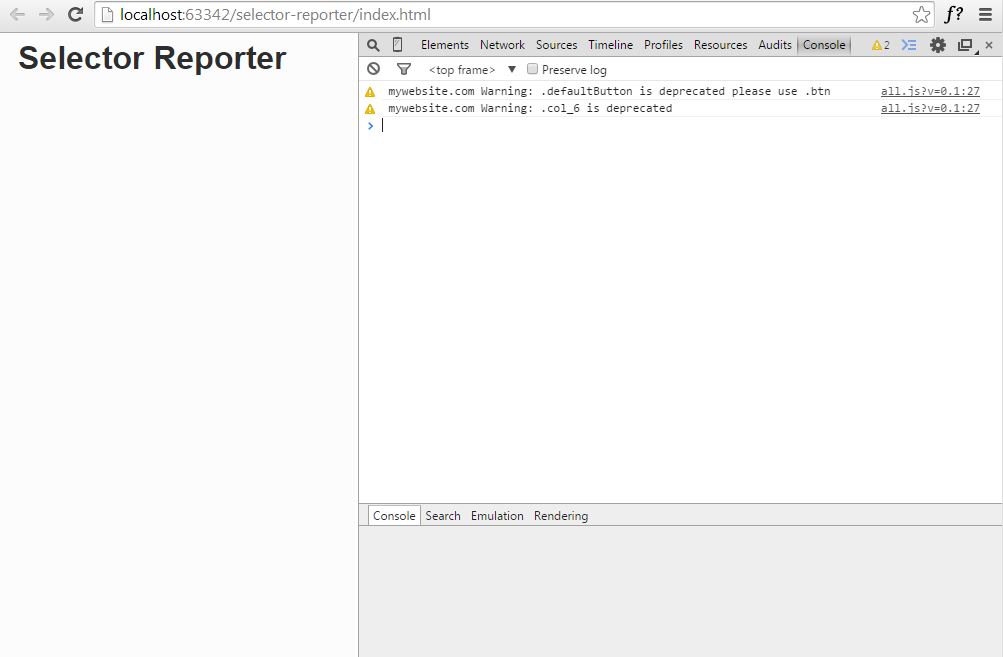 localhost:63342/selector-reporter/index.html
f?
Selector Reporter
Elements Network Sources Timeline Profiles Resources Audits Console 2
<top frame> Preserve log
mywebsite.com Warning: .defaultButton is deprecated please use .btn all.js?v=0.1:27
mywebsite.com Warning: .col_6 is deprecated all.js?v=0.1:27
Console Search Emulation Rendering